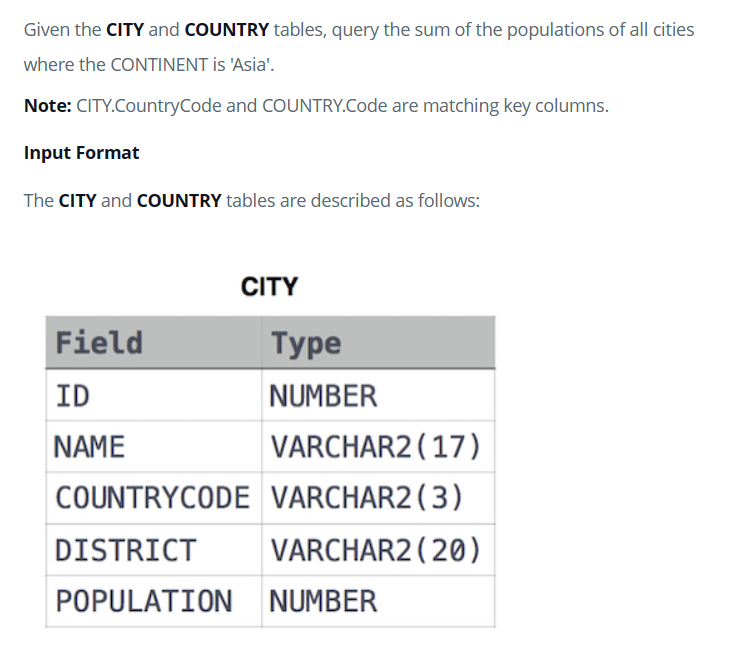 Given the CITY and COUNTRY tables, query the sum of the populations of all cities
where the CONTINENT is 'Asia'.
Note: CITY.CountryCode and COUNTRY.Code are matching key columns.
Input Format
The CITY and COUNTRY tables are described as follows:
CITY
Field Type
ID NUMBER
NAME VARCHAR2(17)
COUNTRYCODE VARCHAR2(3)
DISTRICT VARCHAR2(20)
POPULATION NUMBER